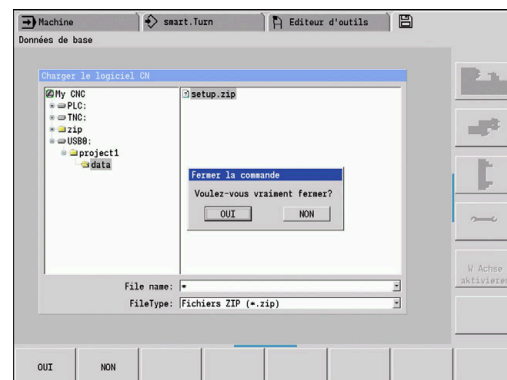 Machine
smart.Turn
Editeur d'outils
Données de base
Charger le logiciel CN
My CNC
PLC:
TNC:
zip
USB0:
project1
data
setup.zip
Fermer la commande
Voulez-vous vraiment fermer?
OUI NON
File name: *
FileType: Fichiers ZIP (*.zip)
W Achse
aktivieren
OUI NON